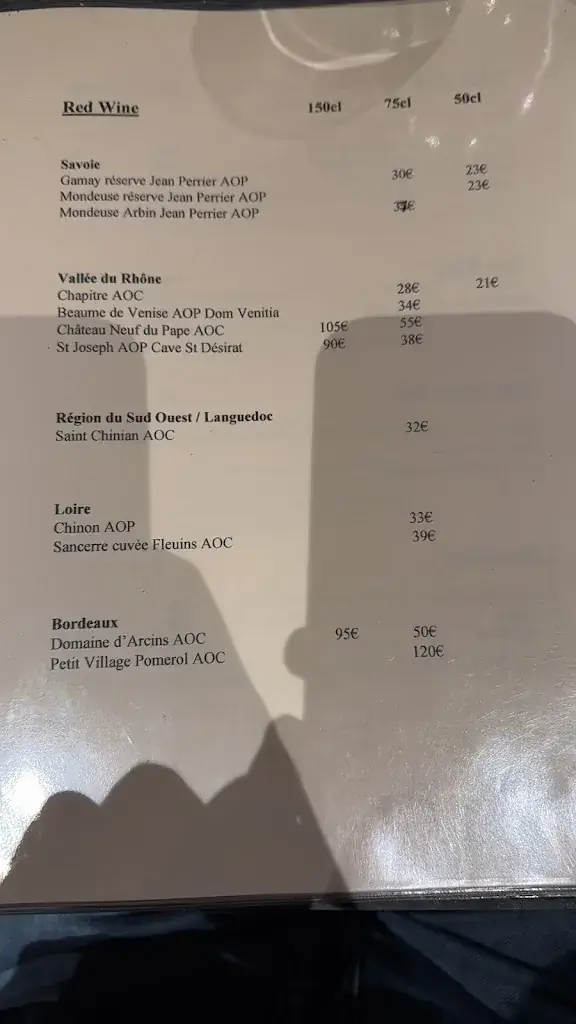 Red Wine 150cl 75cl 50cl
Savoie
Gamay réserve Jean Perrier AOP 30€ 23€
Mondeuse réserve Jean Perrier AOP 23€
Mondeuse Arbin Jean Perrier AOP
Vallée du Rhône
Chapitre AOC 28€ 21€
Beaume de Venise AOP Dom Venitia 34€
Château Neuf du Pape AOC 105€ 55€
St Joseph AOP Cave St Désirat 90€ 38€
Région du Sud Ouest / Languedoc
Saint Chinian AOC 32€
Loire
Chinon AOP 33€
Sancerre cuvée Fleuins AOC 39€
Bordeaux
Domaine d'Arcins AOC 95€ 50€
Petit Village Pomerol AOC 120€